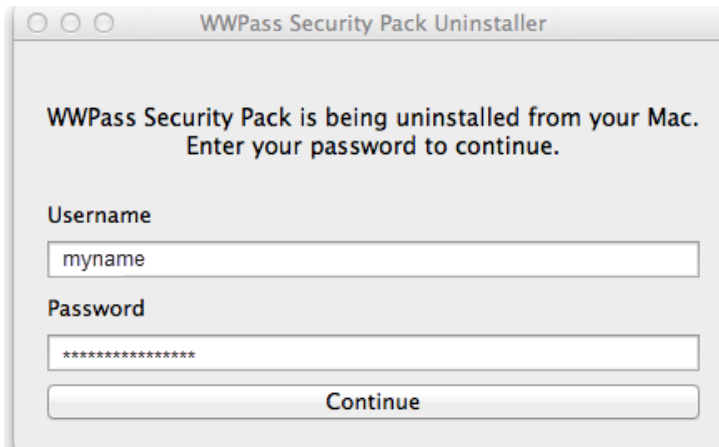 WWPass Security Pack Uninstaller
WWPass Security Pack is being uninstalled from your Mac.
Enter your password to continue.
Username
myname
Password
****************
Continue